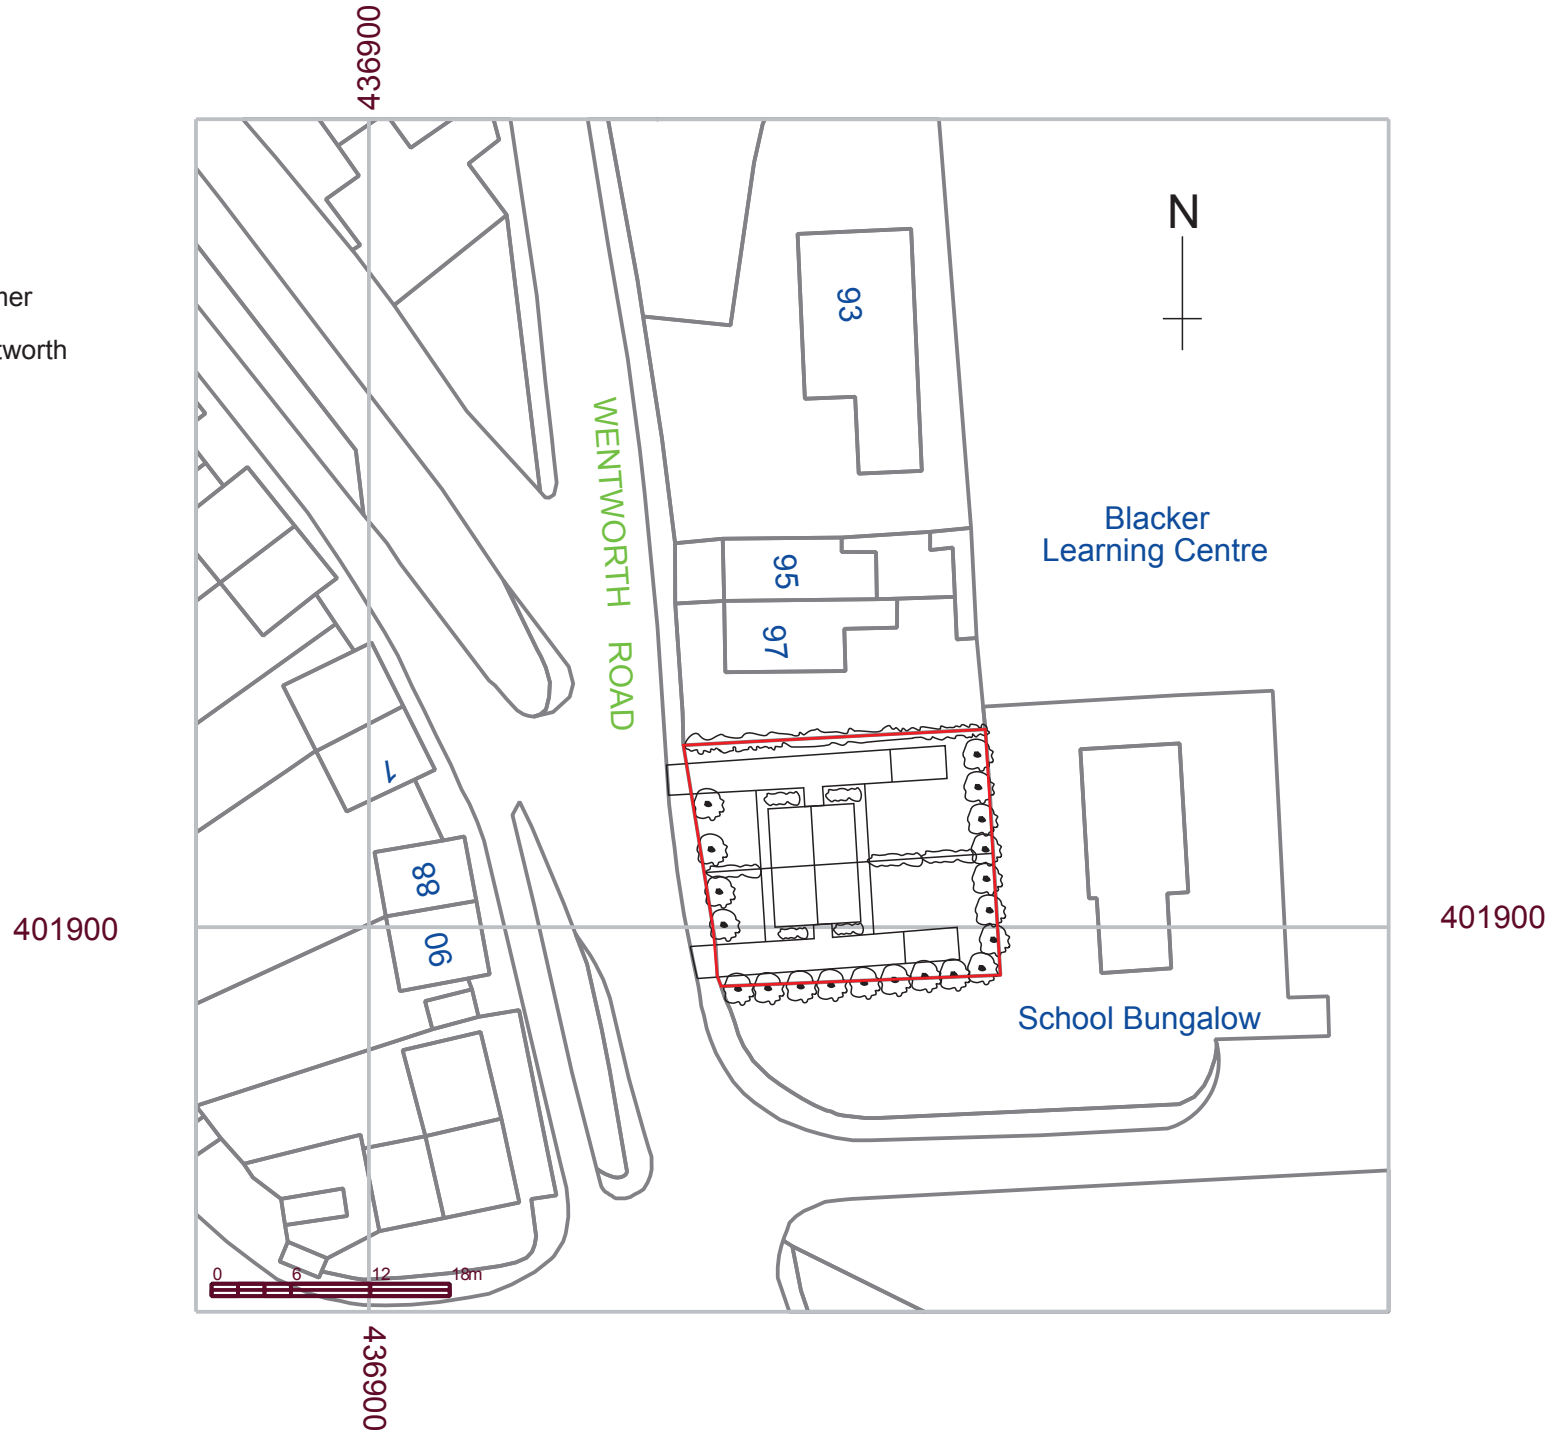 436900
N
ner
tworth
93
WENTWORTH ROAD
Blacker
Learning Centre
95
97
1
88
90
401900
401900
School Bungalow
0 6 12 18m
436900